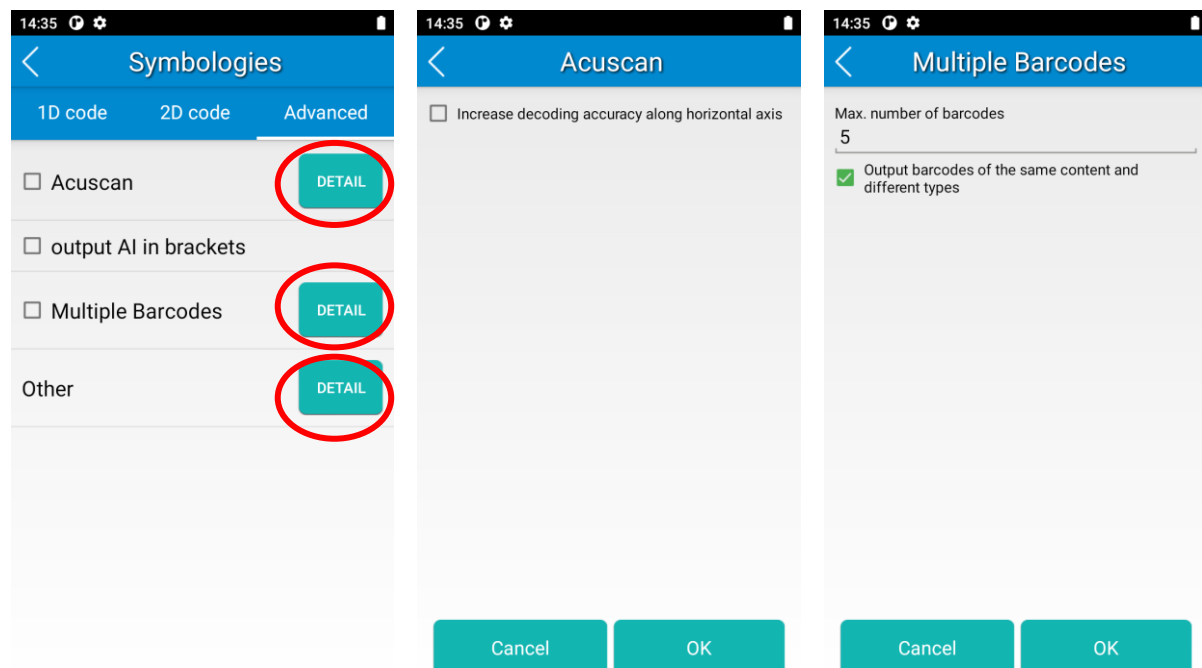 14:35
Symbologies
1D code 2D code Advanced
Acuscan DETAIL
output AI in brackets
Multiple Barcodes DETAIL
Other DETAIL
14:35
Acuscan
Increase decoding accuracy along horizontal axis
Cancel OK
14:35
Multiple Barcodes
Max. number of barcodes
5
Output barcodes of the same content and
different types
Cancel OK